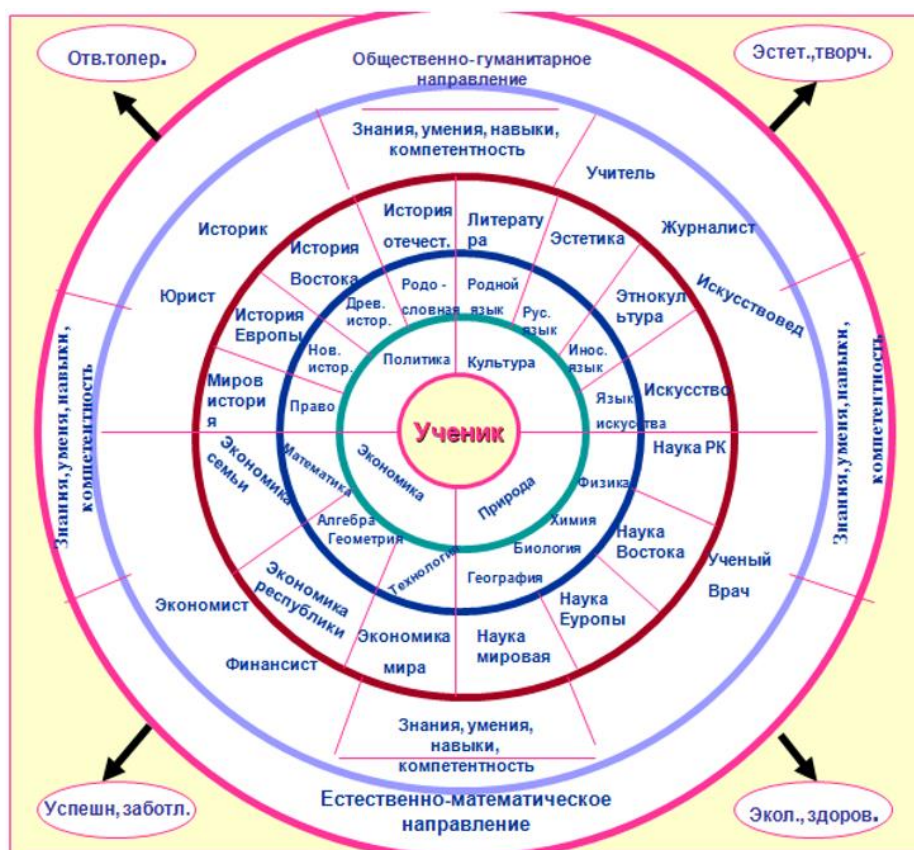 Отв.толер.
Общественно- гуманитарное
направление
Эстет.,творч.
Знания, умения, навыки,
компетентность
Учитель
Историк
История
Востока
История
отечест.
Литерату
ра
Эстетика
Журналист
Юрист
История
Европы
Древ.
истор.
Родо -
словная
Родной
язык
Рус.
язык
Этнокул
ьтура
Искусствовед
Нов.
истор.
Политика
Культура
Инос.
язык
Миров
истори
я
Право
Ученик
Язык
искусства
Искусство
Знания, уменя, навыки,
компетентность
Знания, уменя, навыки,
компетентность
Экономика
семьи
Математика
Экономика
Природа
Физика
Наука РК
Алгебра
Геометрия
Технология
Химия
Биология
География
Наука
Востока
Ученый
Врач
Экономист
Экономика
республики
Экономика
мира
Наука
мировая
Наука
Еуропы
Финансист
Знания, умения,
навыки,
компетентность
Естественно-математическое
направление
Успешн, заботл.
Экол., здоров.